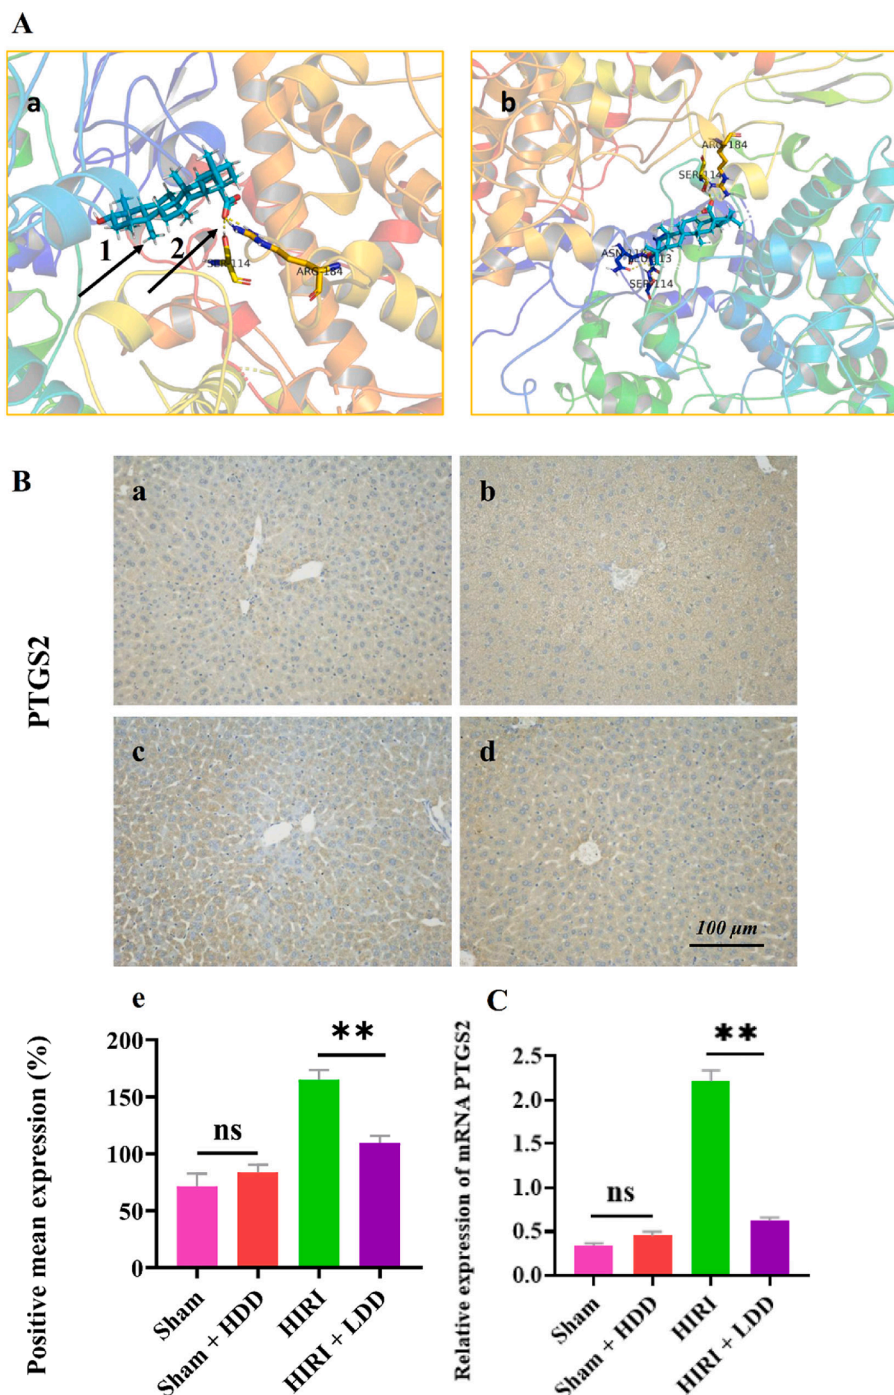 A
a
b
1
2
SER 114
ARG 184
ARG 184
SER 114
SER 114
B
PTGS2
a
b
c
d
100 μm
e
Positive mean expression (%)
200
150
100
50
0
ns
**
Sham
Sham + HDD
HIRI
HIRI + LDD
C
Relative expression of mRNA PTGS2
2.5
2.0
1.5
1.0
0.5
0.0
ns
**
Sham
Sham + HDD
HIRI
HIRI + LDD